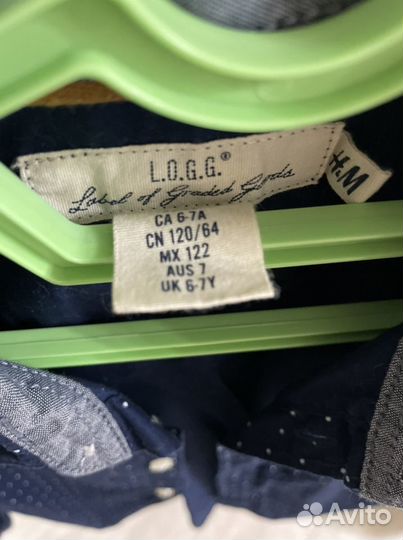 L.O.G.G.®
Label of Graded Goods
H&M
CA 6-7A
CN 120/64
MX 122
AUS 7
UK 6-7Y
Avito